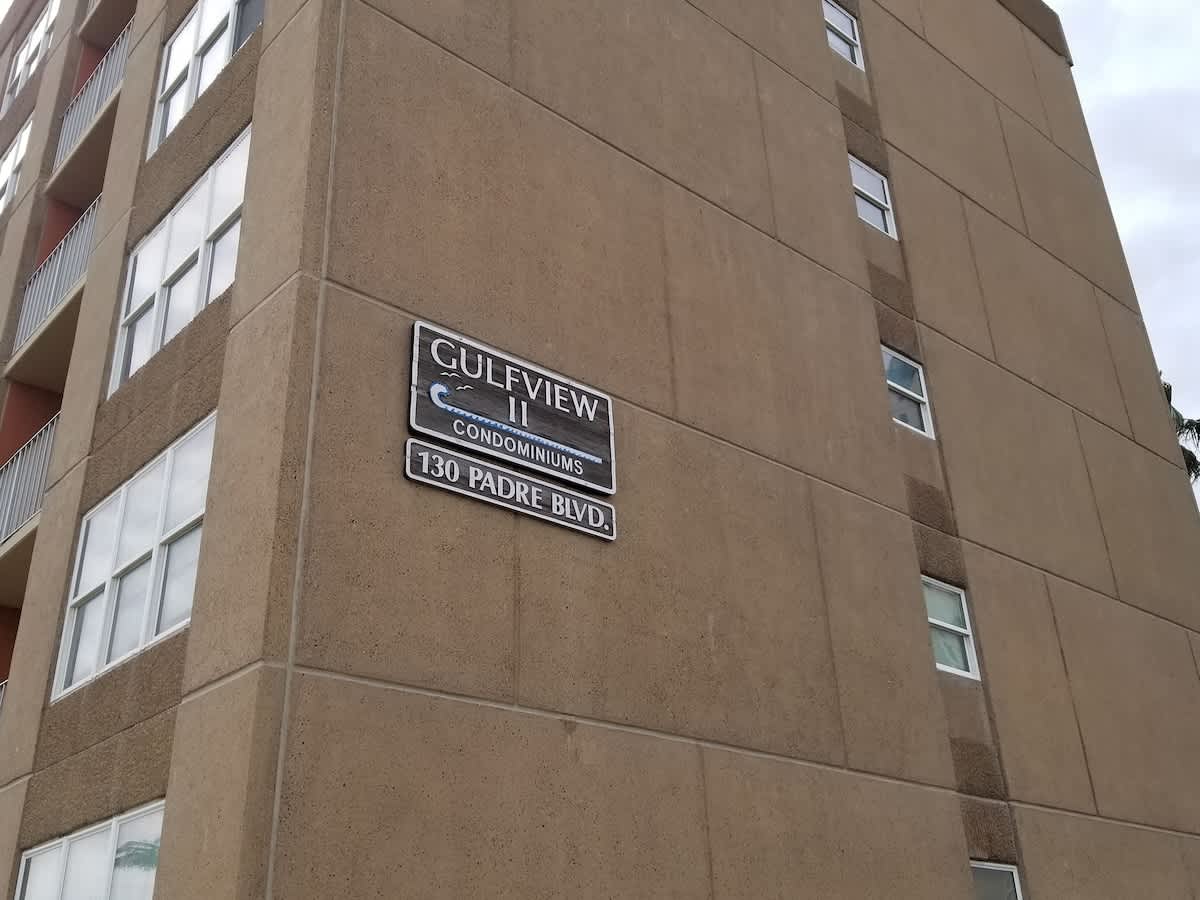 GULFVIEW
II
CONDOMINIUMS
130 PADRE BLVD.